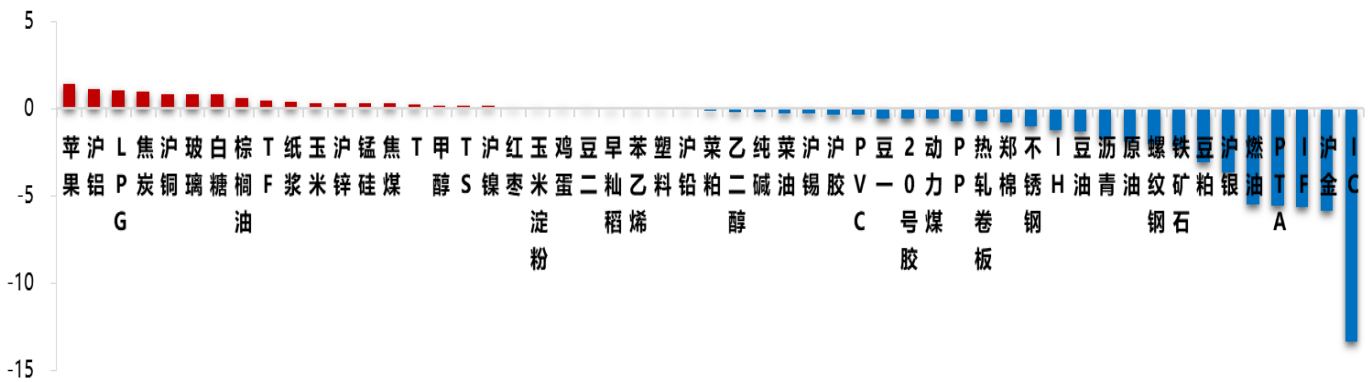 5
0
-5
-10
-15
苹果
沪铝
LPG
焦炭
沪铜
玻璃
白糖
棕榈油
TF
纸浆
玉米
沪锌
锰硅
焦煤
T
甲醇
TS
沪镍
红枣
玉米淀粉
鸡蛋
豆二
早籼稻
苯乙烯
塑料
沪铅
菜粕
乙二醇
纯碱
菜油
沪锡
沪胶
PVC
豆一
20号胶
动力煤
PP
热轧卷板
郑棉
不锈钢
IH
豆油
沥青
原油
螺纹钢
铁矿石
豆粕
沪银
燃油
PTA
IF
沪金
IC